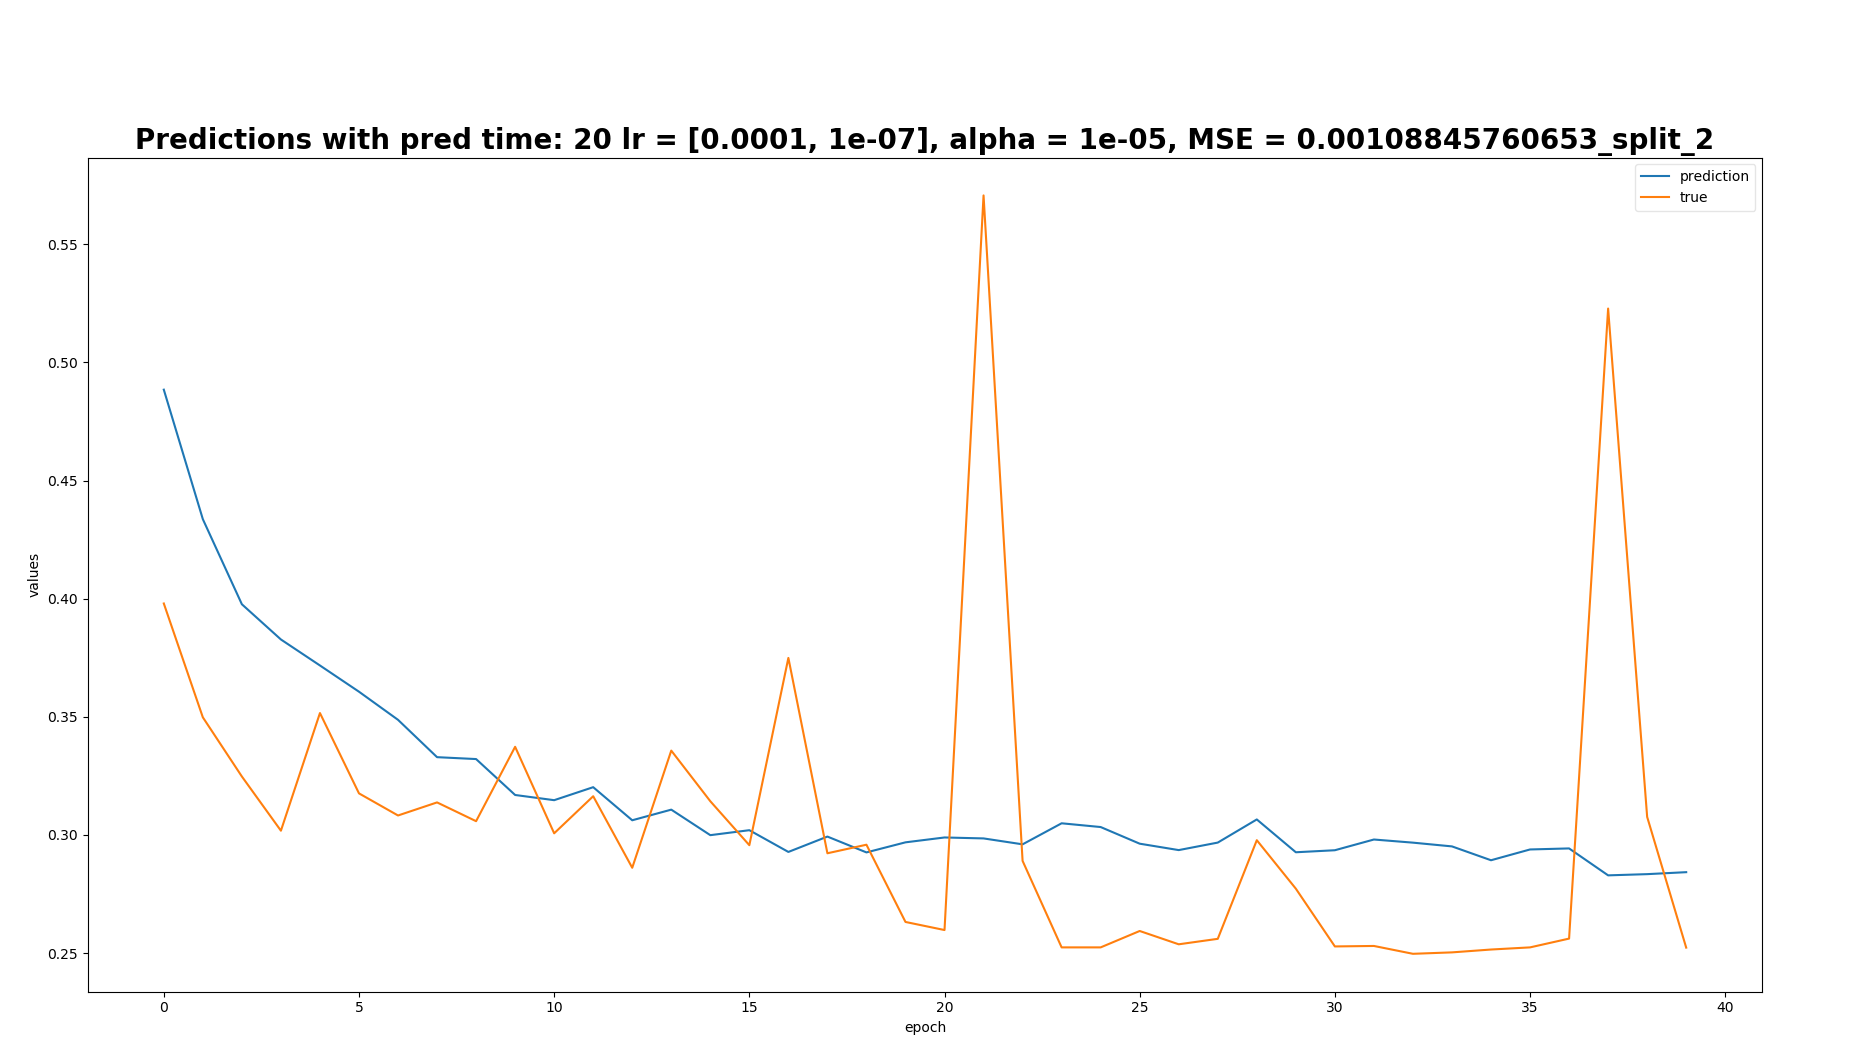 Predictions with pred time: 20 lr = [0.0001, 1e-07], alpha = 1e-05, MSE = 0.00108845760653_split_2
prediction
true
0.55
0.50
0.45
0.40
0.35
0.30
0.25
values
0 5 10 15 20 25 30 35 40
epoch